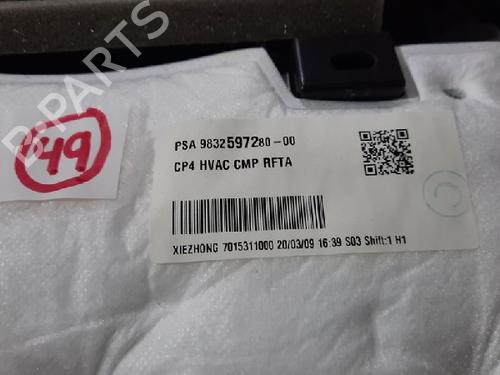 B-PARTS
49
PSA 9832597280-00
CP4 HVAC CMP RFTA
C
XIEZHONG 7015311000 20/03/09 16:39 S03 Shift:1 H1